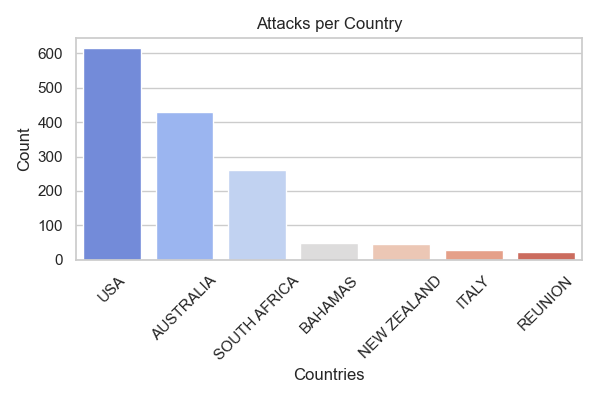 Attacks per Country
Count
600
500
400
300
200
100
0
USA
AUSTRALIA
SOUTH AFRICA
BAHAMAS
NEW ZEALAND
ITALY
REUNION
Countries